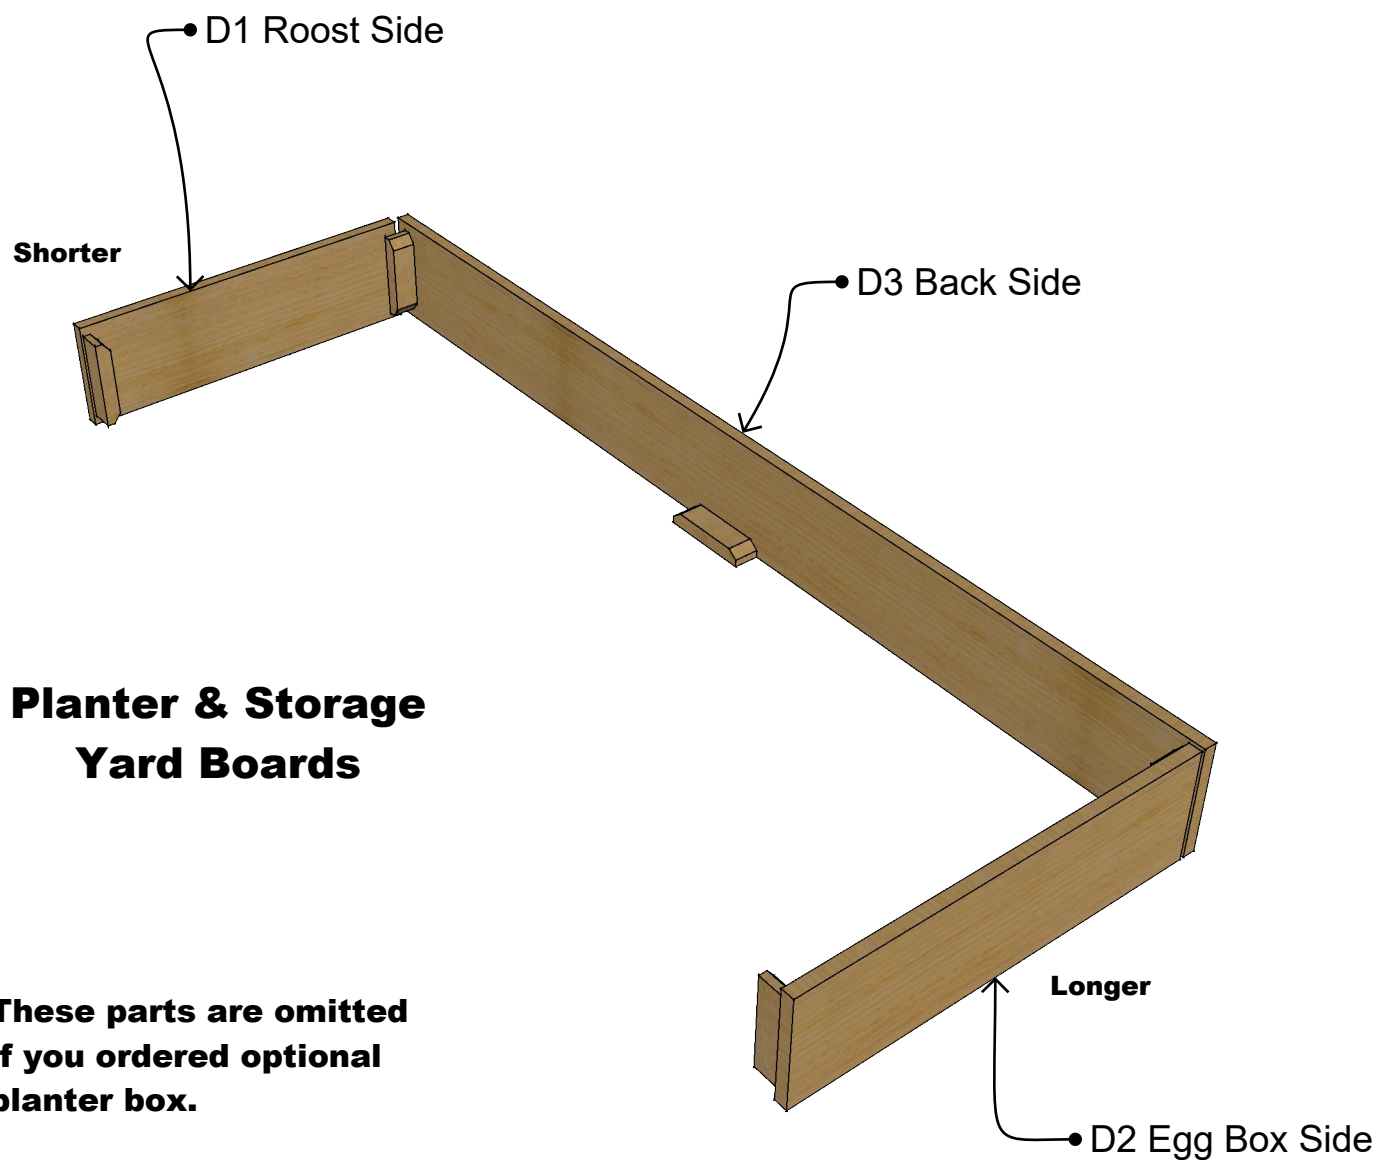 D1 Roost Side
Shorter
D3 Back Side
Planter & Storage
Yard Boards
These parts are omitted
if you ordered optional
planter box.
Longer
D2 Egg Box Side